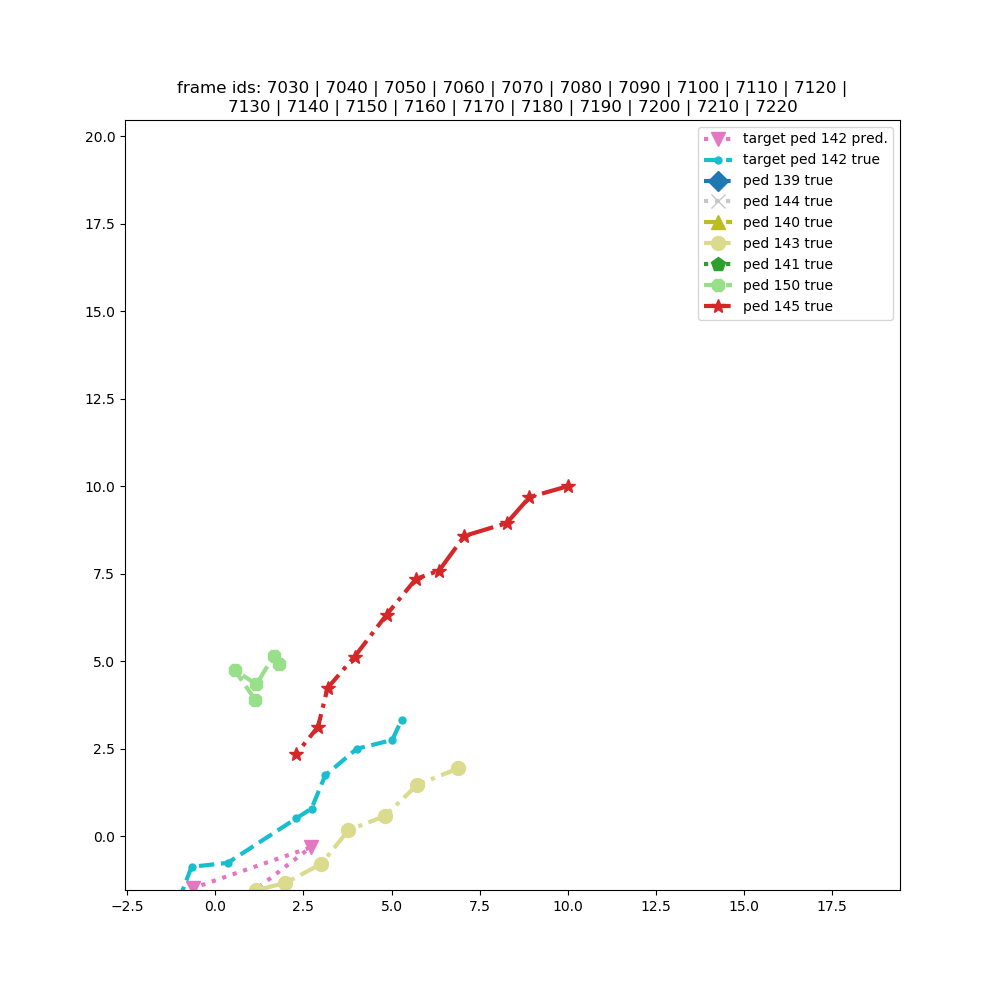 frame ids: 7030 | 7040 | 7050 | 7060 | 7070 | 7080 | 7090 | 7100 | 7110 | 7120 |
7130 | 7140 | 7150 | 7160 | 7170 | 7180 | 7190 | 7200 | 7210 | 7220
target ped 142 pred.
target ped 142 true
ped 139 true
ped 144 true
ped 140 true
ped 143 true
ped 141 true
ped 150 true
ped 145 true
20.0
17.5
15.0
12.5
10.0
7.5
5.0
2.5
0.0
−2.5 0.0 2.5 5.0 7.5 10.0 12.5 15.0 17.5